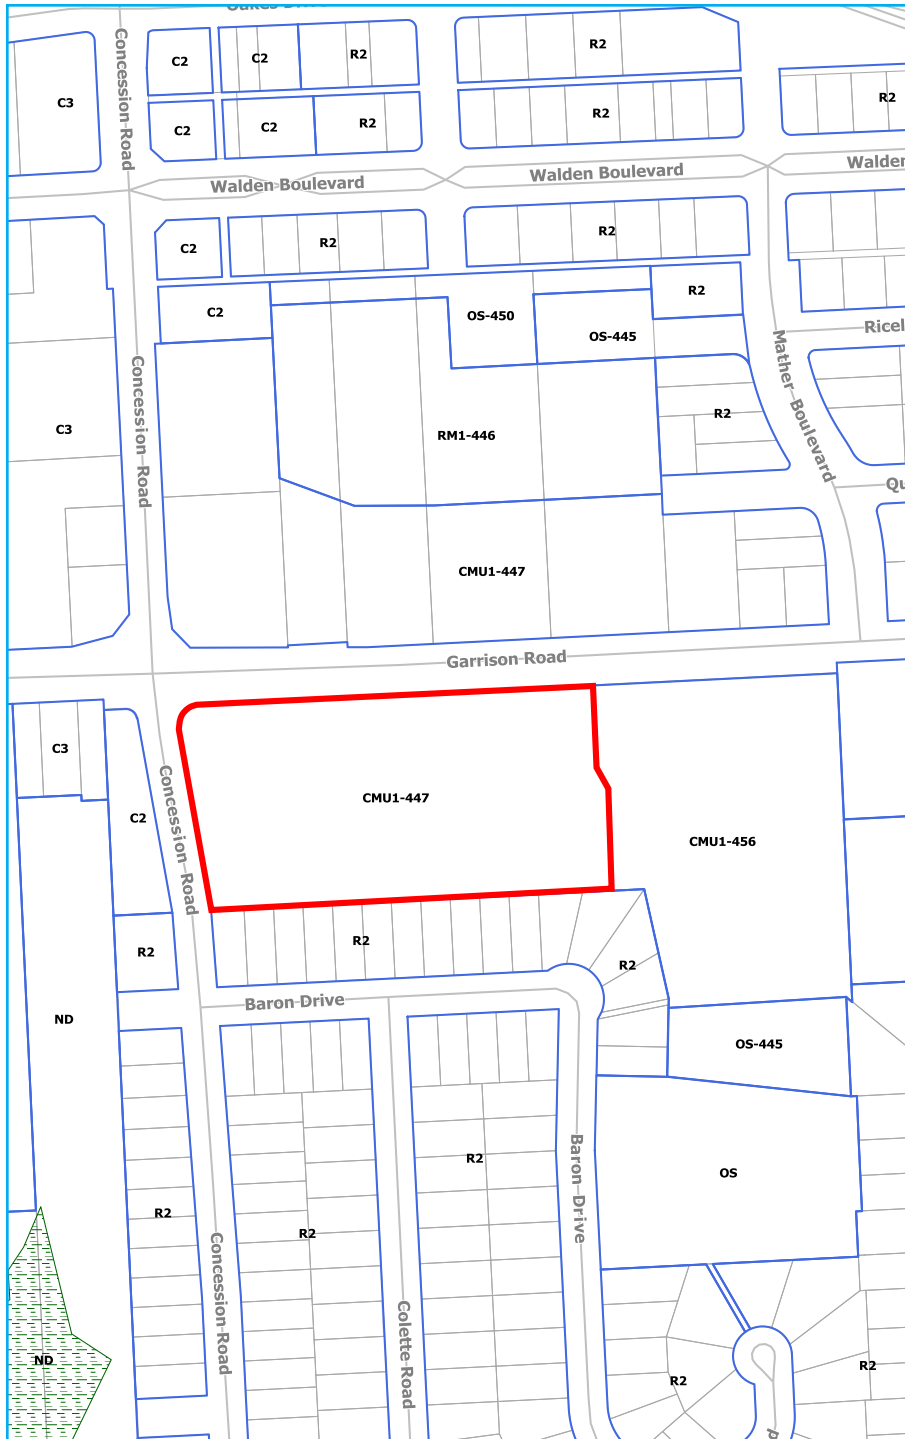 C2
C2
R2
R2
C3
Concession Road
C2
C2
R2
R2
R2
Walden Boulevard
Walden Boulevard
C2
R2
R2
C2
OS-450
OS-445
R2
Mather Boulevard
C3
Concession Road
RM1-446
R2
CMU1-447
Garrison Road
C3
C2
Concession Road
CMU1-447
CMU1-456
R2
R2
R2
ND
Baron Drive
OS-445
R2
R2
R2
Baron Drive
OS
Concession Road
Colette Road
ND
R2
R2